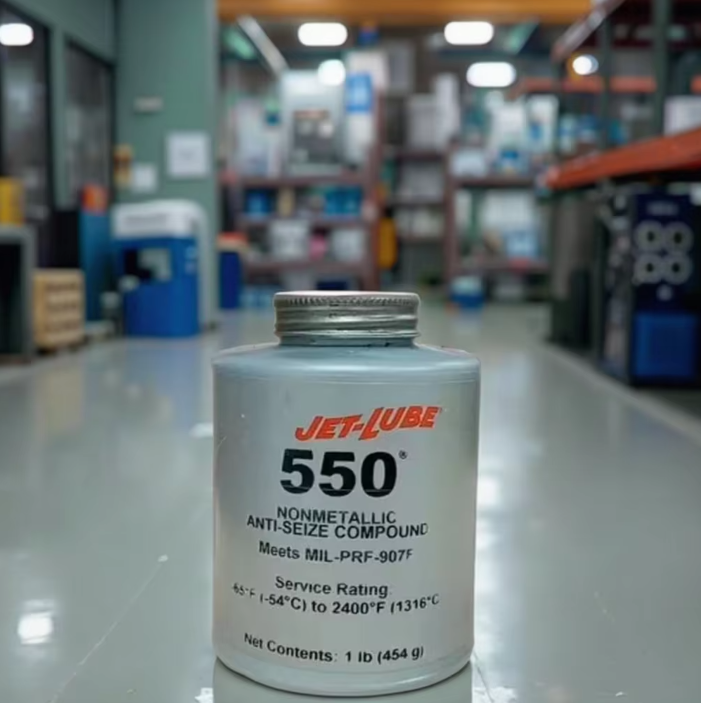 JET-LUBE
550®
NONMETALLIC
ANTI-SEIZE COMPOUND
Meets MIL-PRF-907F
Service Rating:
-65°F (-54°C) to 2400°F (1316°C
Net Contents: 1 lb (454 g)